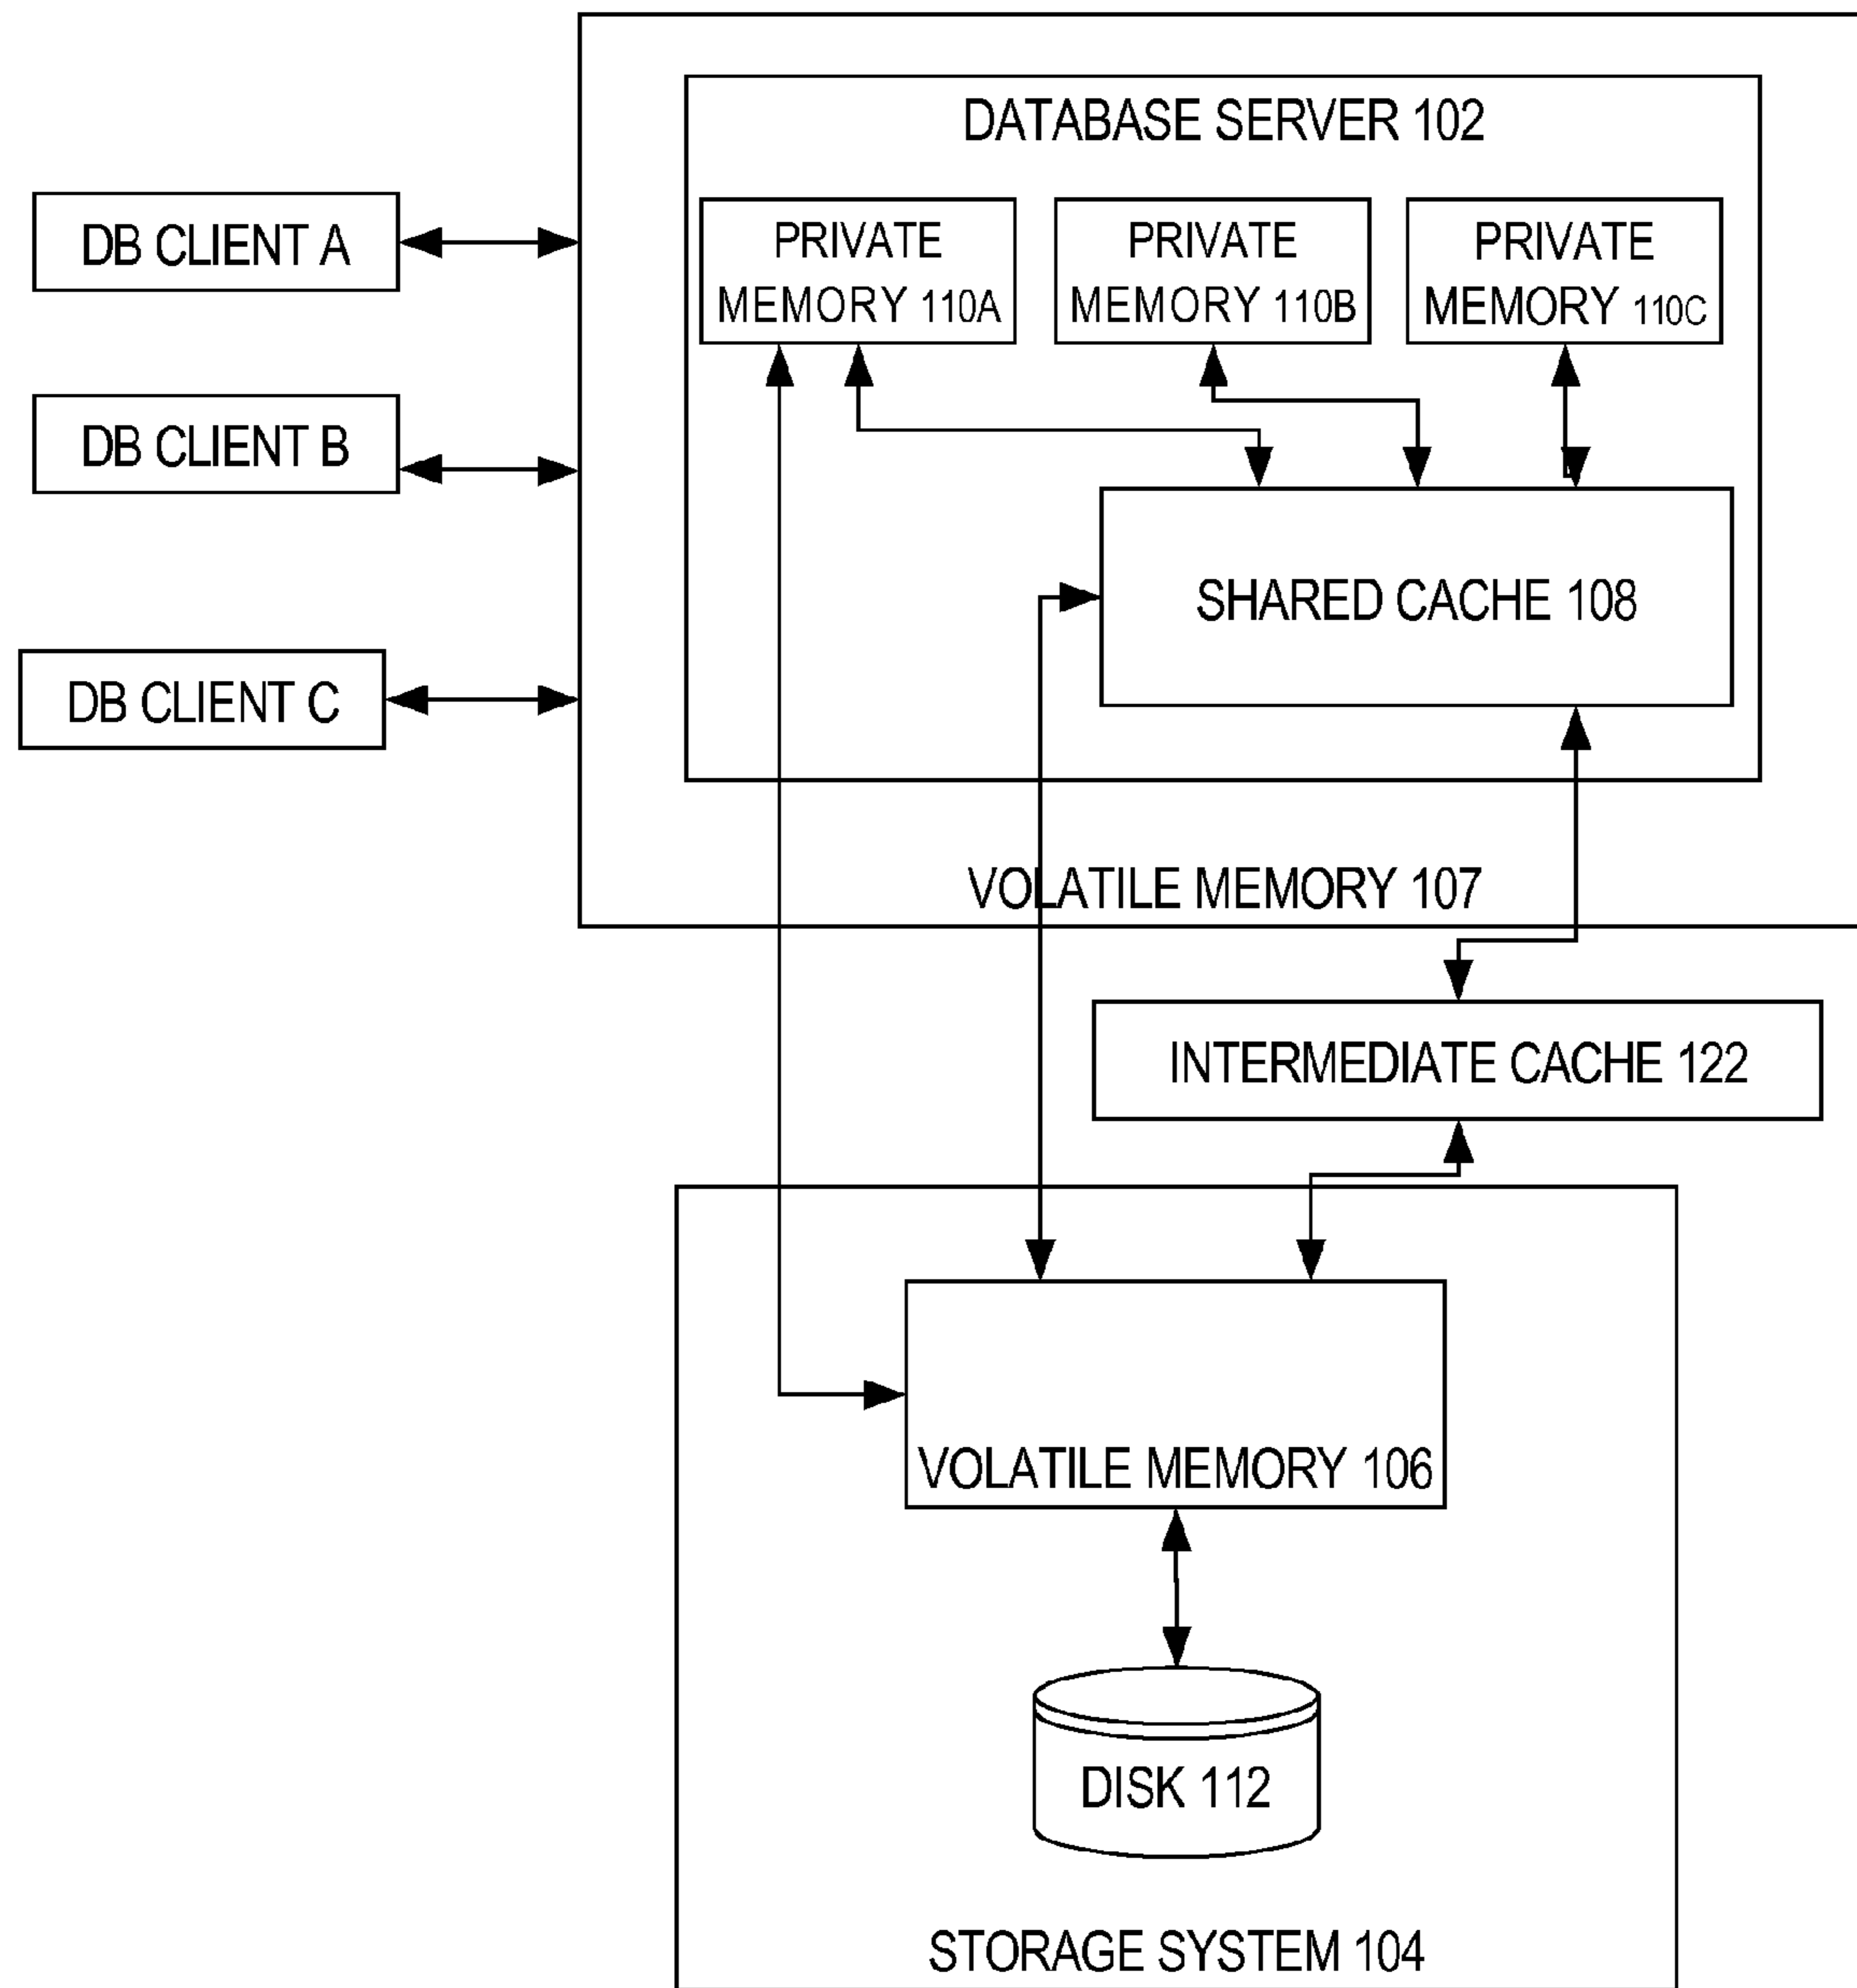 DATABASE SERVER 102
PRIVATE
MEMORY 110A
PRIVATE
MEMORY 110B
PRIVATE
MEMORY 110C
DB CLIENT A
DB CLIENT B
DB CLIENT C
SHARED CACHE 108
VOLATILE MEMORY 107
INTERMEDIATE CACHE 122
VOLATILE MEMORY 106
DISK 112
STORAGE SYSTEM 104